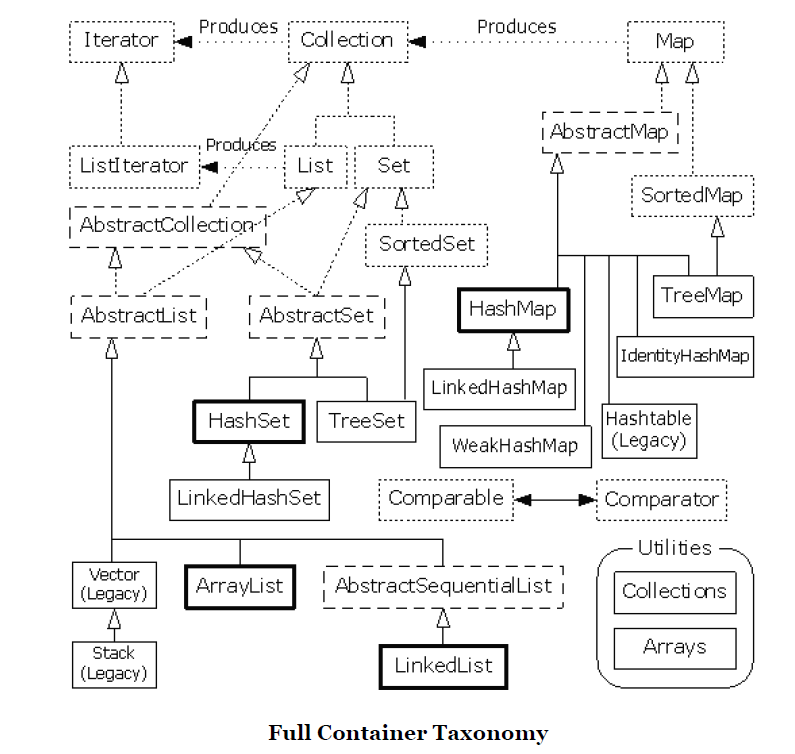 Iterator
Produces
Collection
Produces
Map
AbstractMap
ListIterator
Produces
List
Set
SortedMap
AbstractCollection
SortedSet
AbstractList
AbstractSet
HashMap
TreeMap
IdentityHashMap
LinkedHashMap
HashSet
TreeSet
Hashtable
(Legacy)
WeakHashMap
LinkedHashSet
Comparable
Comparator
Utilities
Vector
(Legacy)
ArrayList
AbstractSequentialList
Collections
Arrays
Stack
(Legacy)
LinkedList
Full Container Taxonomy